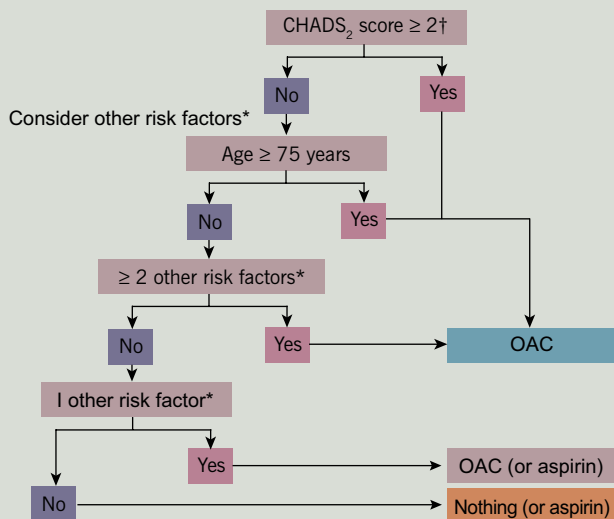 CHADS₂ score ≥ 2†
No
Yes
Consider other risk factors*
Age ≥ 75 years
No
Yes
≥ 2 other risk factors*
No
Yes
OAC
I other risk factor*
Yes
OAC (or aspirin)
No
Nothing (or aspirin)